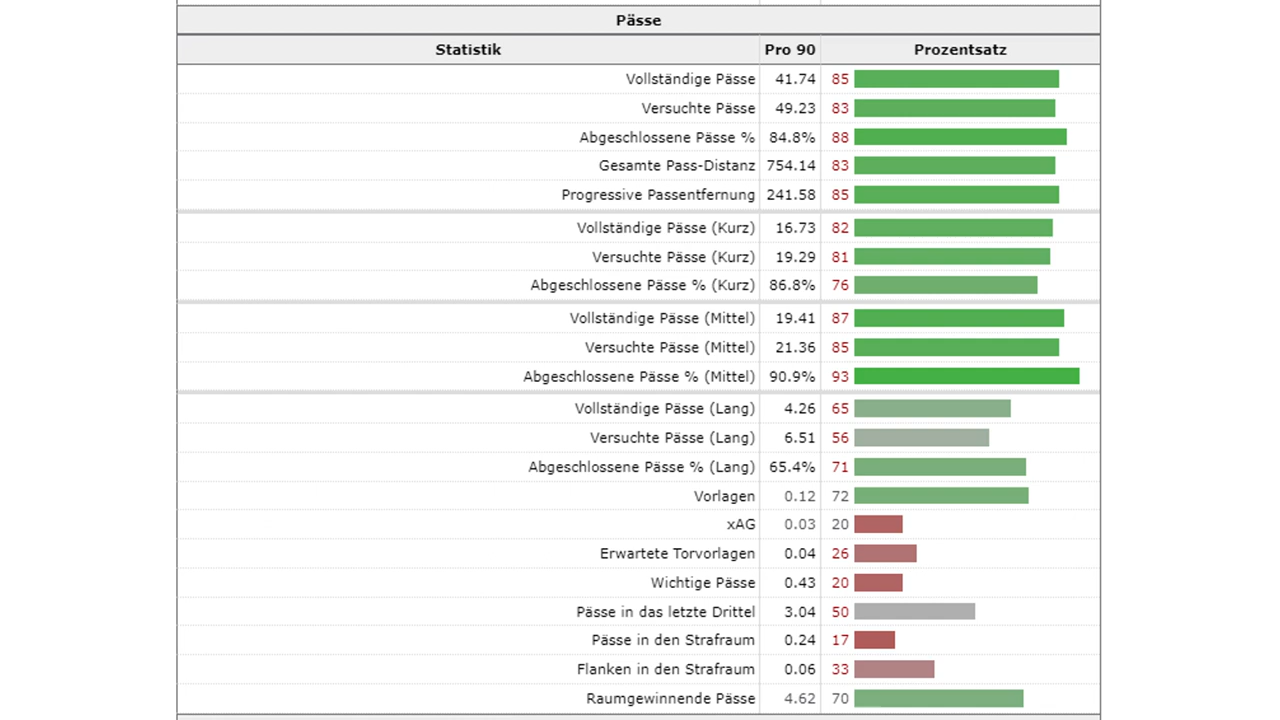 Pässe
Statistik Pro 90 Prozentsatz
Vollständige Pässe 41.74 85
Versuchte Pässe 49.23 83
Abgeschlossene Pässe % 84.8% 88
Gesamte Pass-Distanz 754.14 83
Progressive Passentfernung 241.58 85
Vollständige Pässe (Kurz) 16.73 82
Versuchte Pässe (Kurz) 19.29 81
Abgeschlossene Pässe % (Kurz) 86.8% 76
Vollständige Pässe (Mittel) 19.41 87
Versuchte Pässe (Mittel) 21.36 85
Abgeschlossene Pässe % (Mittel) 90.9% 93
Vollständige Pässe (Lang) 4.26 65
Versuchte Pässe (Lang) 6.51 56
Abgeschlossene Pässe % (Lang) 65.4% 71
Vorlagen 0.12 72
xAG 0.03 20
Erwartete Torvorlagen 0.04 26
Wichtige Pässe 0.43 20
Pässe in das letzte Drittel 3.04 50
Pässe in den Strafraum 0.24 17
Flanken in den Strafraum 0.06 33
Raumgewinnende Pässe 4.62 70